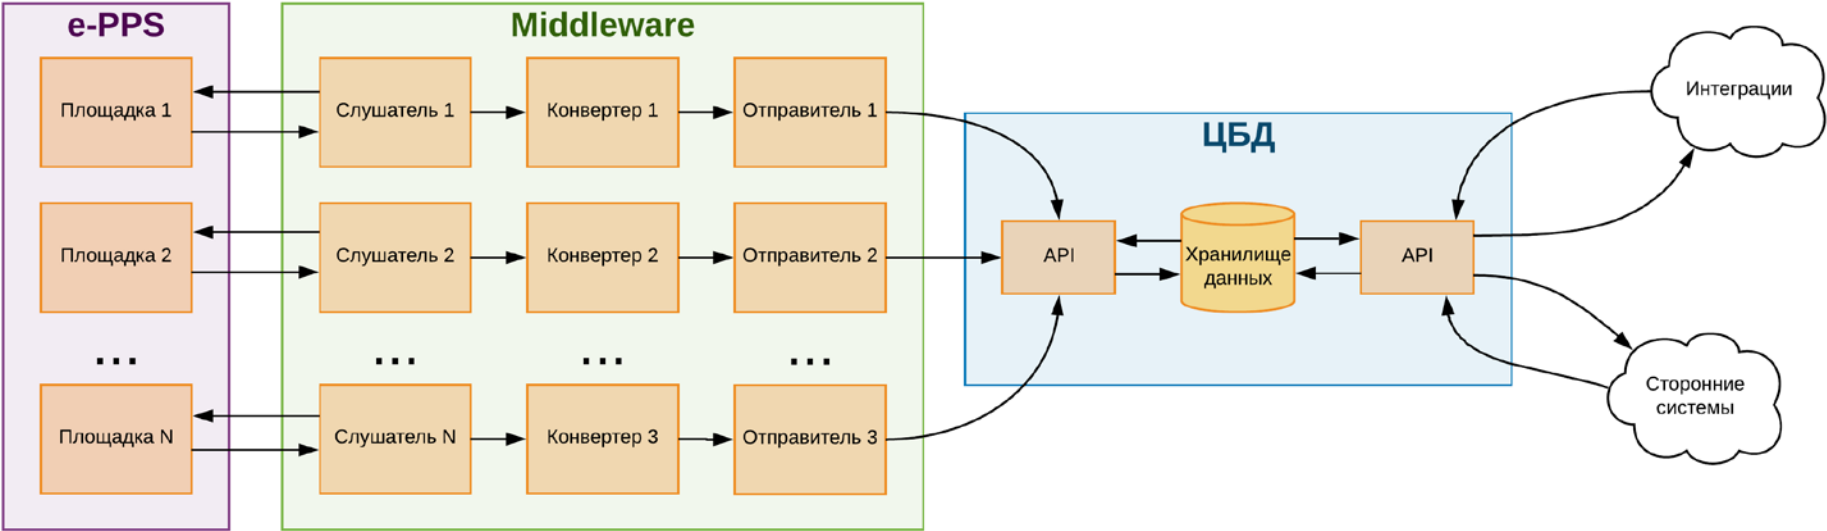 e-PPS
Middleware
Площадка 1
Слушатель 1
Конвертер 1
Отправитель 1
Интеграции
ЦБД
Площадка 2
Слушатель 2
Конвертер 2
Отправитель 2
API
Хранилище
данных
API
...
...
...
...
Площадка N
Слушатель N
Конвертер 3
Отправитель 3
Сторонние
системы